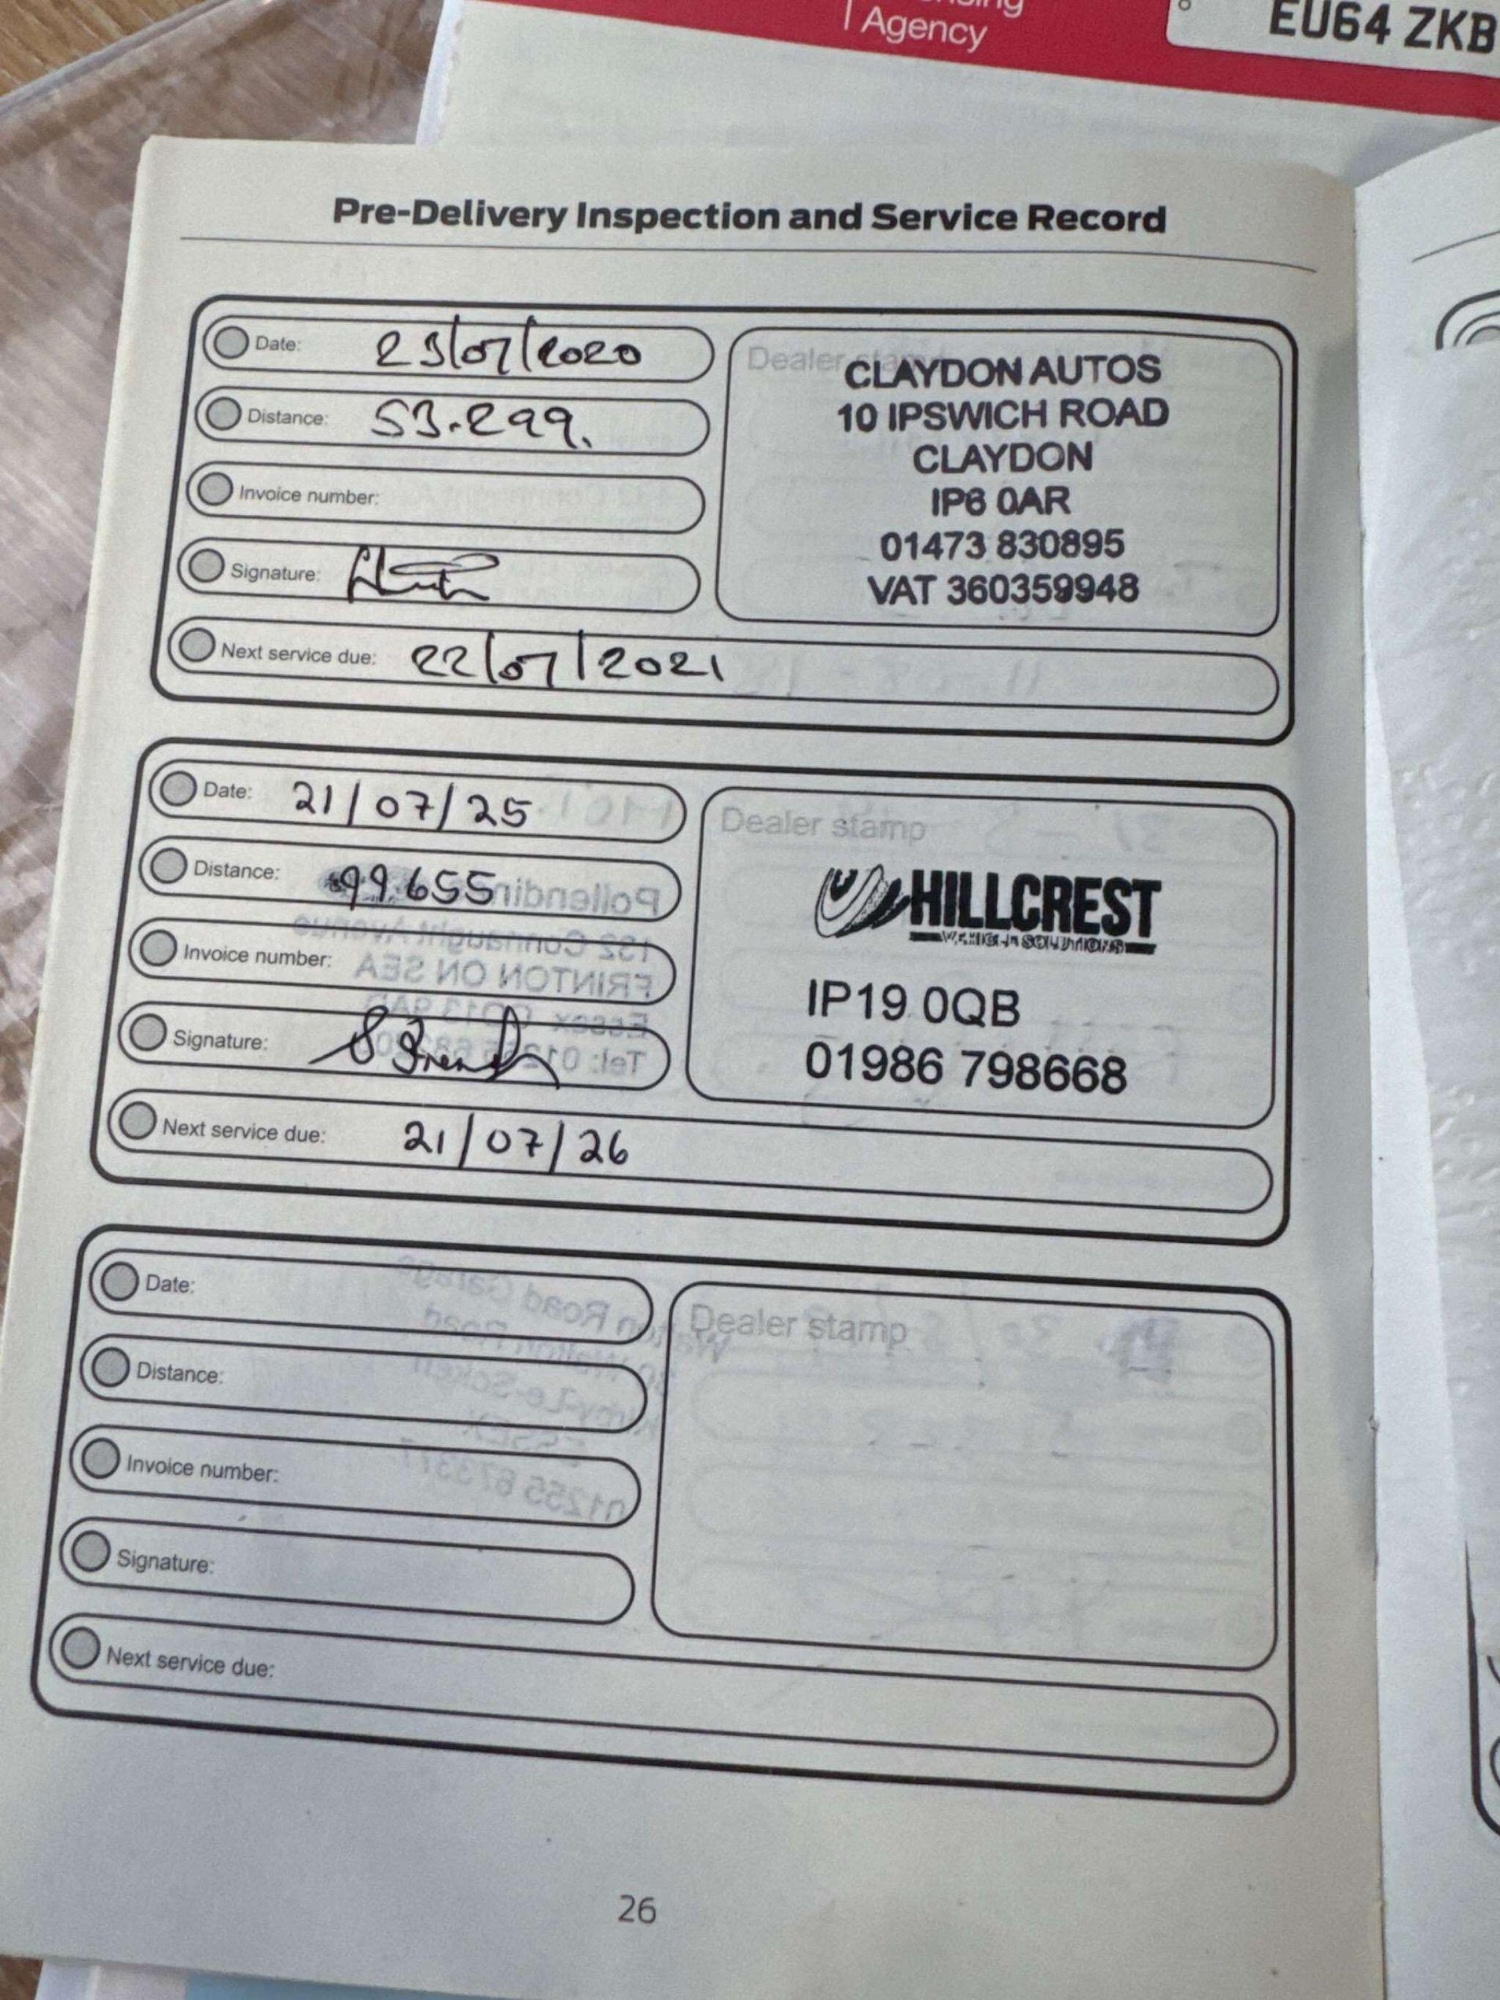 Agency
EU64 ZKB
Pre-Delivery Inspection and Service Record
Date: 23/07/2020
Distance: 53.299.
Invoice number:
Signature:
Next service due: 22/07/2021
Dealer stamp
CLAYDON AUTOS
10 IPSWICH ROAD
CLAYDON
IP6 0AR
01473 830895
VAT 360359948
Date: 21/07/25
Distance: 99.655
Invoice number:
Signature:
Next service due: 21/07/26
Dealer stamp
HILLCREST
VEHICLE SOLUTIONS
IP19 0QB
01986 798668
Date:
Distance:
Invoice number:
Signature:
Next service due:
Dealer stamp
26